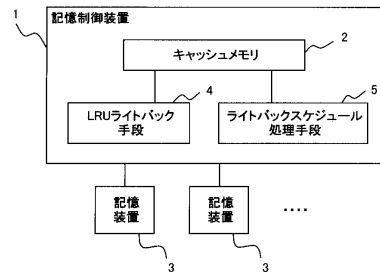 1
記憶制御装置
2
キャッシュメモリ
4
5
LRUライトバック
手段
ライトバックスケジュール
処理手段
記憶
装置
記憶
装置
‥‥
3
3